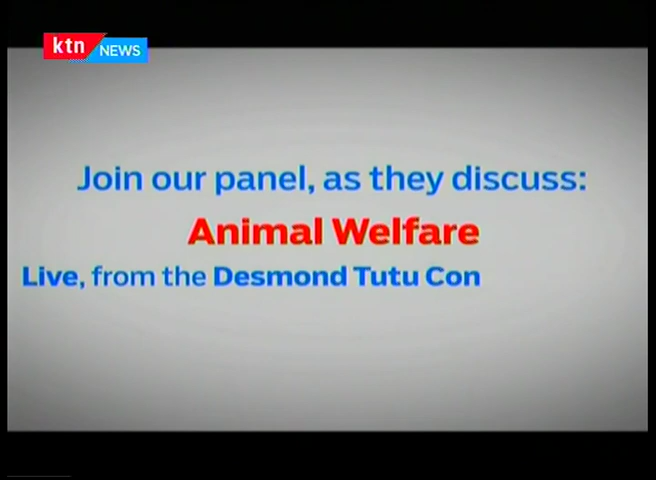 ktn NEWS
Join our panel, as they discuss:
Animal Welfare
Live, from the Desmond Tutu Con